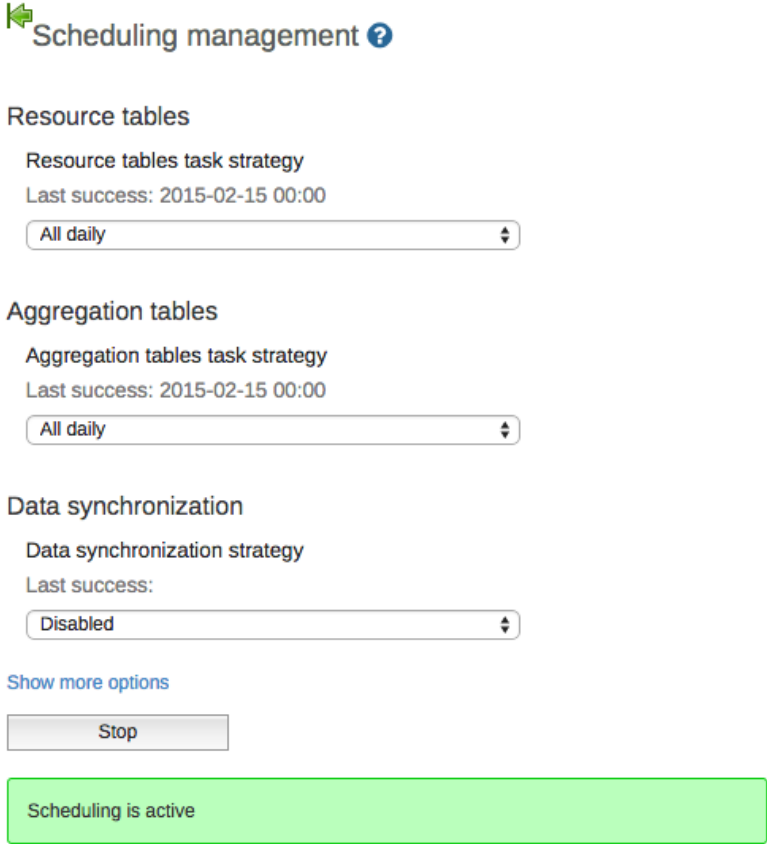 Scheduling management ?
Resource tables
Resource tables task strategy
Last success: 2015-02-15 00:00
All daily
Aggregation tables
Aggregation tables task strategy
Last success: 2015-02-15 00:00
All daily
Data synchronization
Data synchronization strategy
Last success:
Disabled
Show more options
Stop
Scheduling is active